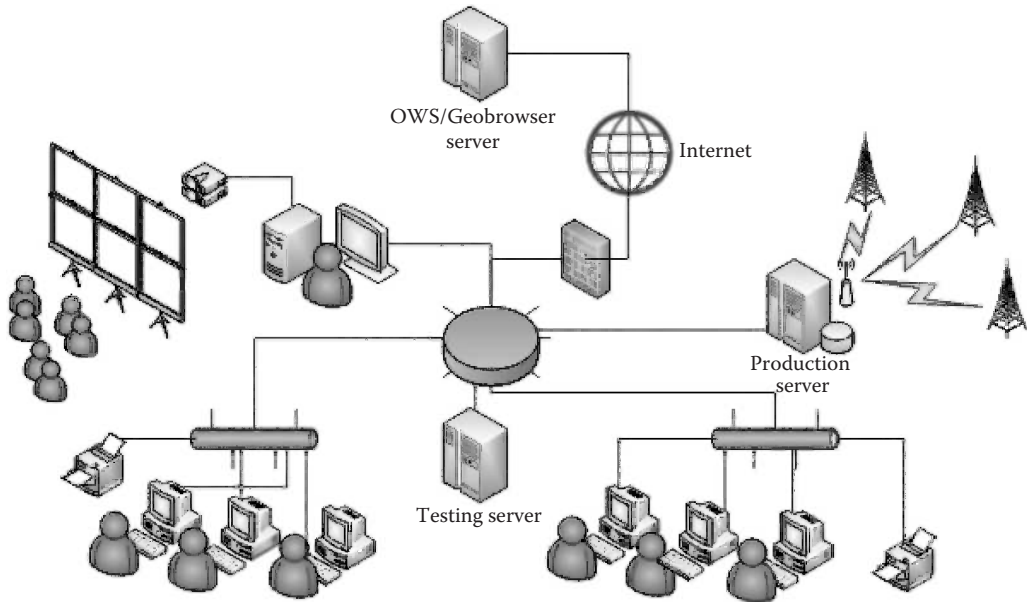 OWS/Geobrowser
server
Internet
Production
server
Testing server